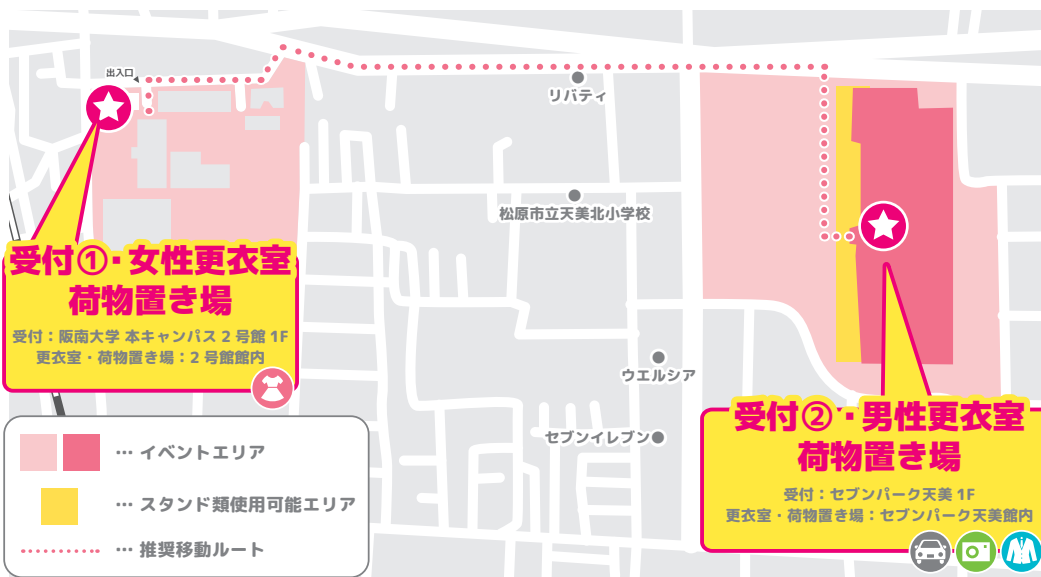 出入口
リバティ
松原市立天美北小学校
受付①・女性更衣室
荷物置き場
受付：阪南大学 本キャンパス 2 号館 1F
更衣室・荷物置き場：2 号館館内
ウエルシア
セブンイレブン
受付②・男性更衣室
荷物置き場
受付：セブンパーク天美 1F
更衣室・荷物置き場：セブンパーク天美館内
… イベントエリア
… スタンド類使用可能エリア
… 推奨移動ルート